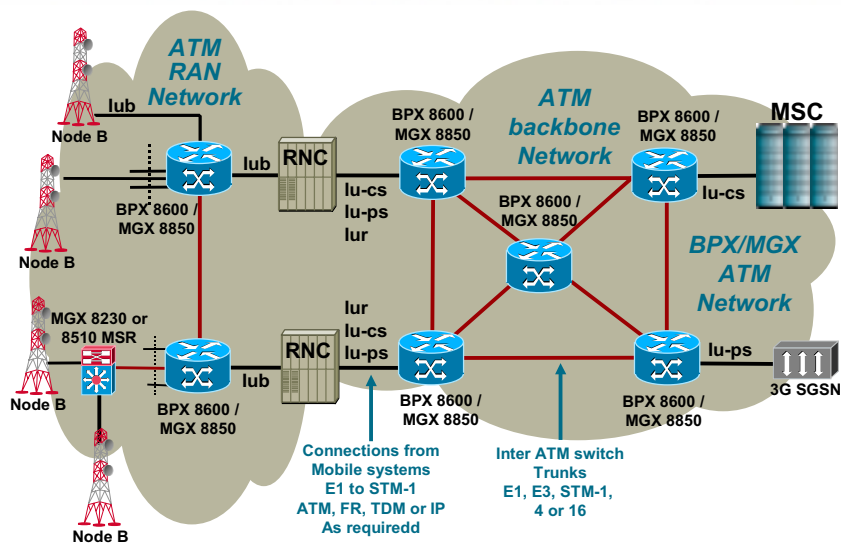 ATM
RAN
Network
Iub
Node B
Node B
BPX 8600 /
MGX 8850
Iub
RNC
Iu-cs
Iu-ps
Iur
BPX 8600 /
MGX 8850
ATM
backbone
Network
BPX 8600 /
MGX 8850
BPX 8600 /
MGX 8850
MSC
Iu-cs
BPX/MGX
ATM
Network
MGX 8230 or
8510 MSR
Node B
Node B
BPX 8600 /
MGX 8850
Iub
RNC
Iur
Iu-cs
Iu-ps
BPX 8600 /
MGX 8850
BPX 8600 /
MGX 8850
Iu-ps
3G SGSN
Connections from
Mobile systems
E1 to STM-1
ATM, FR, TDM or IP
As requiredd
Inter ATM switch
Trunks
E1, E3, STM-1,
4 or 16